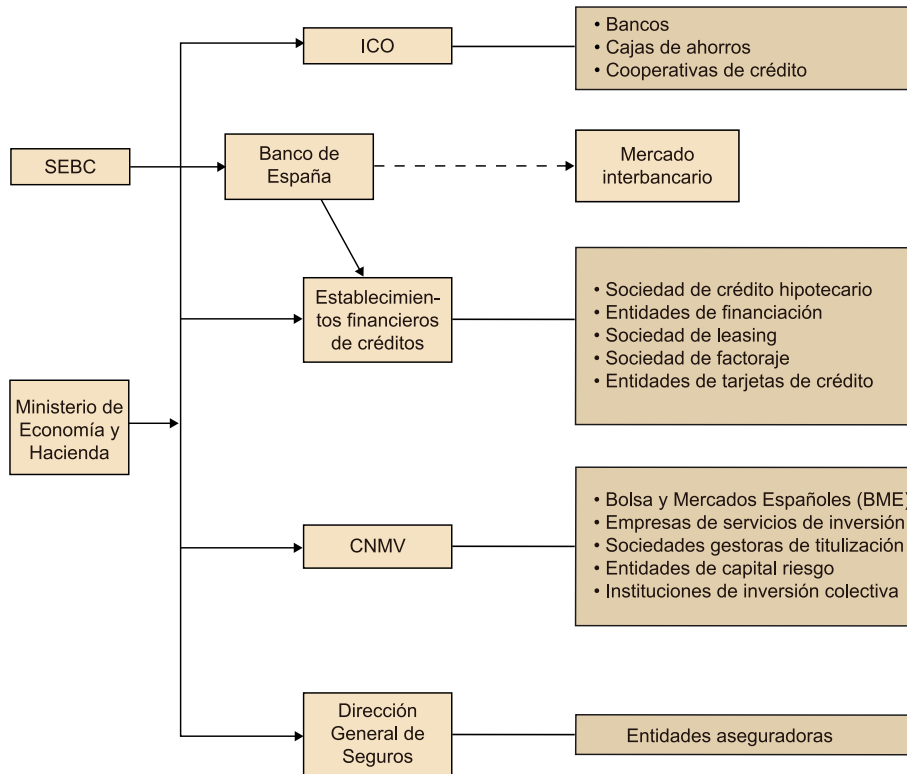 ICO
• Bancos
• Cajas de ahorros
• Cooperativas de crédito
SEBC
Banco de
España
Mercado
interbancario
Establecimien-
tos financieros
de créditos
• Sociedad de crédito hipotecario
• Entidades de financiación
• Sociedad de leasing
• Sociedad de factoraje
• Entidades de tarjetas de crédito
Ministerio de
Economía y
Hacienda
CNMV
• Bolsa y Mercados Españoles (BME)
• Empresas de servicios de inversión
• Sociedades gestoras de titulización
• Entidades de capital riesgo
• Instituciones de inversión colectiva
Dirección
General de
Seguros
Entidades aseguradoras